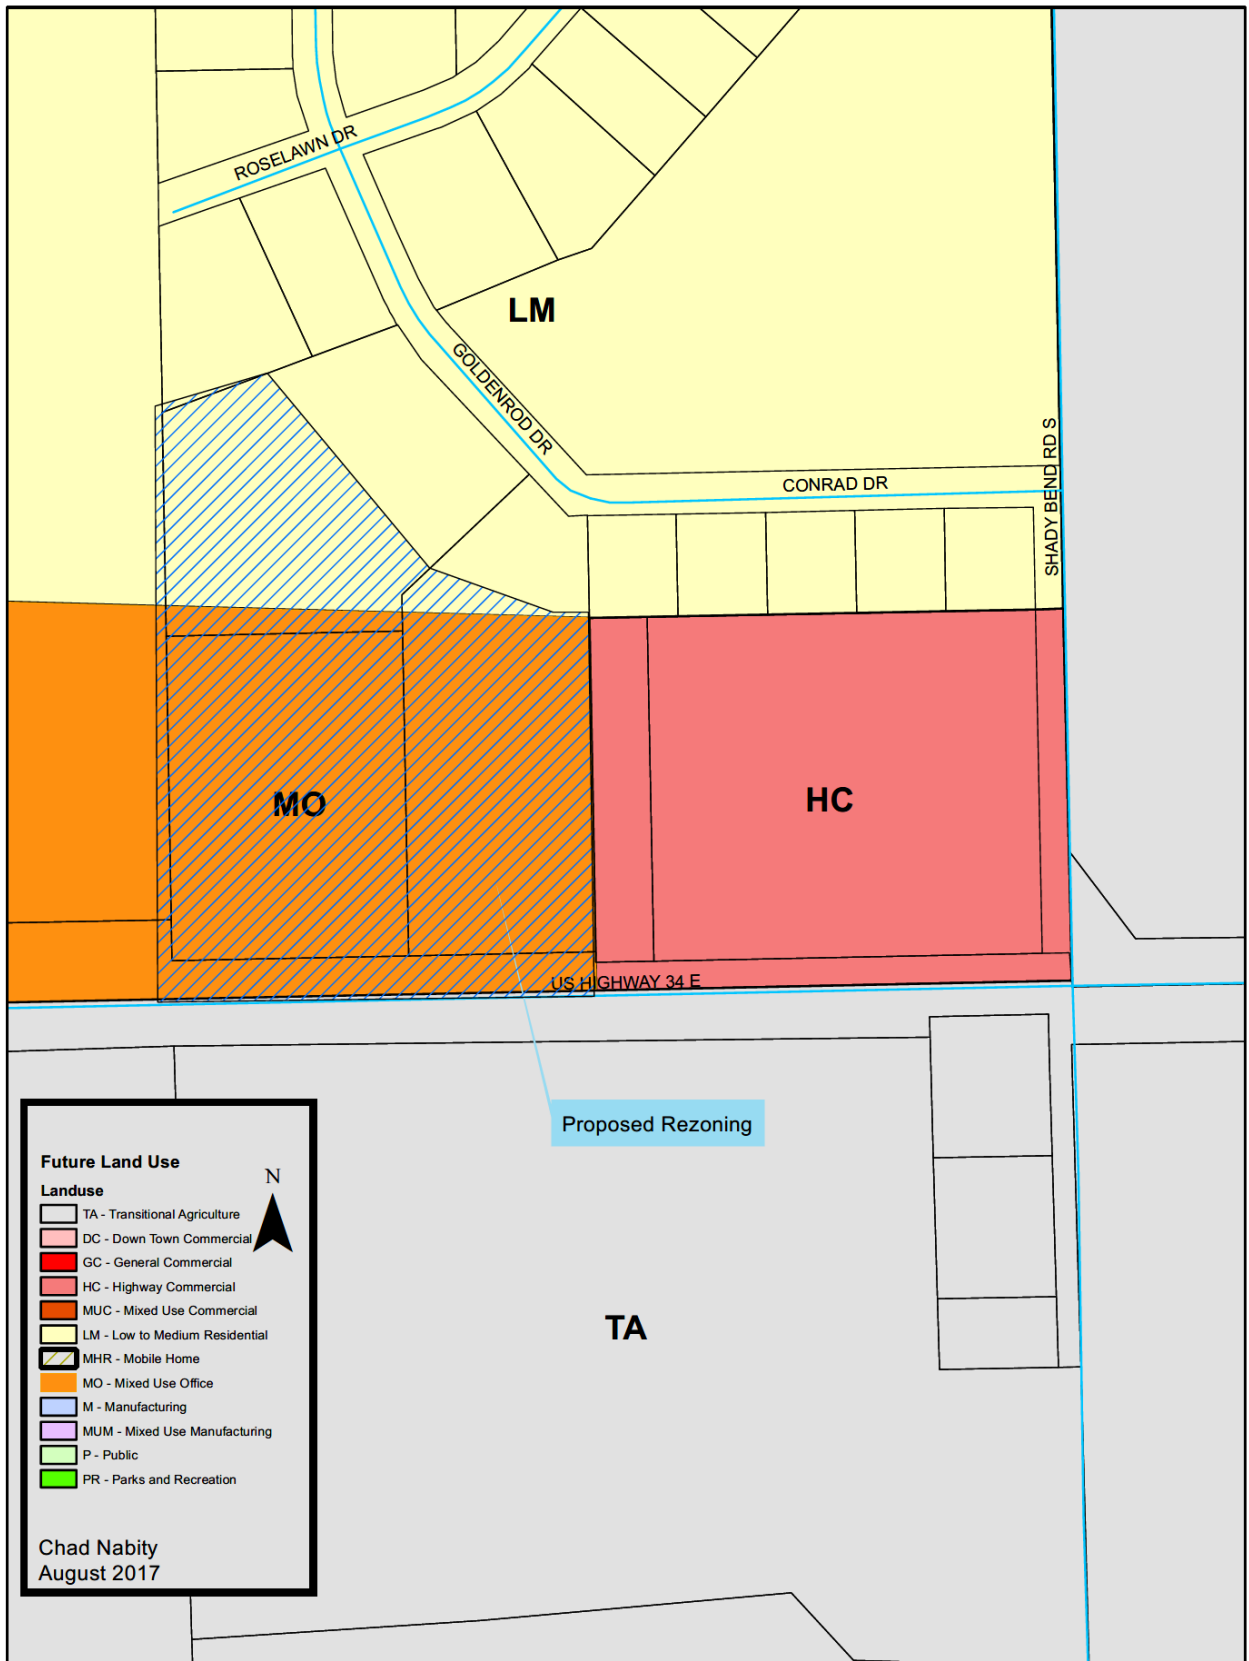 ROSELAWN DR
LM
GOLDENROD DR
CONRAD DR
SHADY BEND RD S
MO
HC
US HIGHWAY 34 E
Proposed Rezoning
TA
Future Land Use
N
Landuse
TA - Transitional Agriculture
DC - Down Town Commercial
GC - General Commercial
HC - Highway Commercial
MUC - Mixed Use Commercial
LM - Low to Medium Residential
MHR - Mobile Home
MO - Mixed Use Office
M - Manufacturing
MUM - Mixed Use Manufacturing
P - Public
PR - Parks and Recreation
Chad Nabity
August 2017